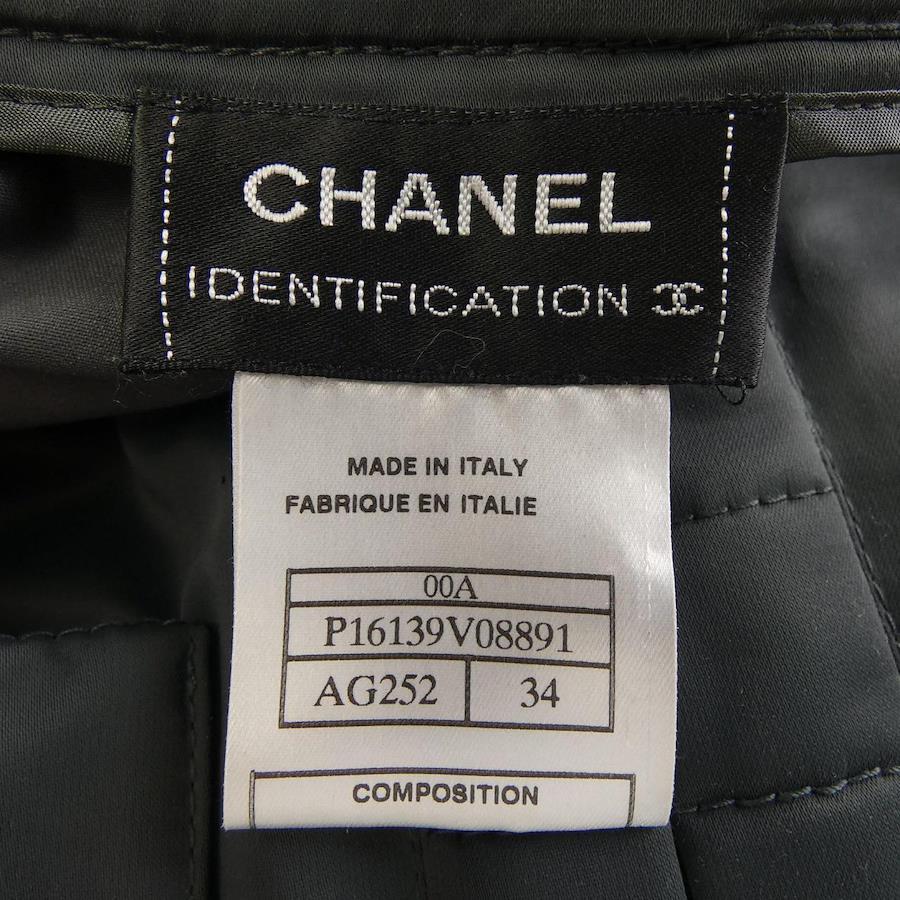 CHANEL
IDENTIFICATION
MADE IN ITALY
FABRIQUE EN ITALIE
00A
P16139V08891
AG252 34
COMPOSITION